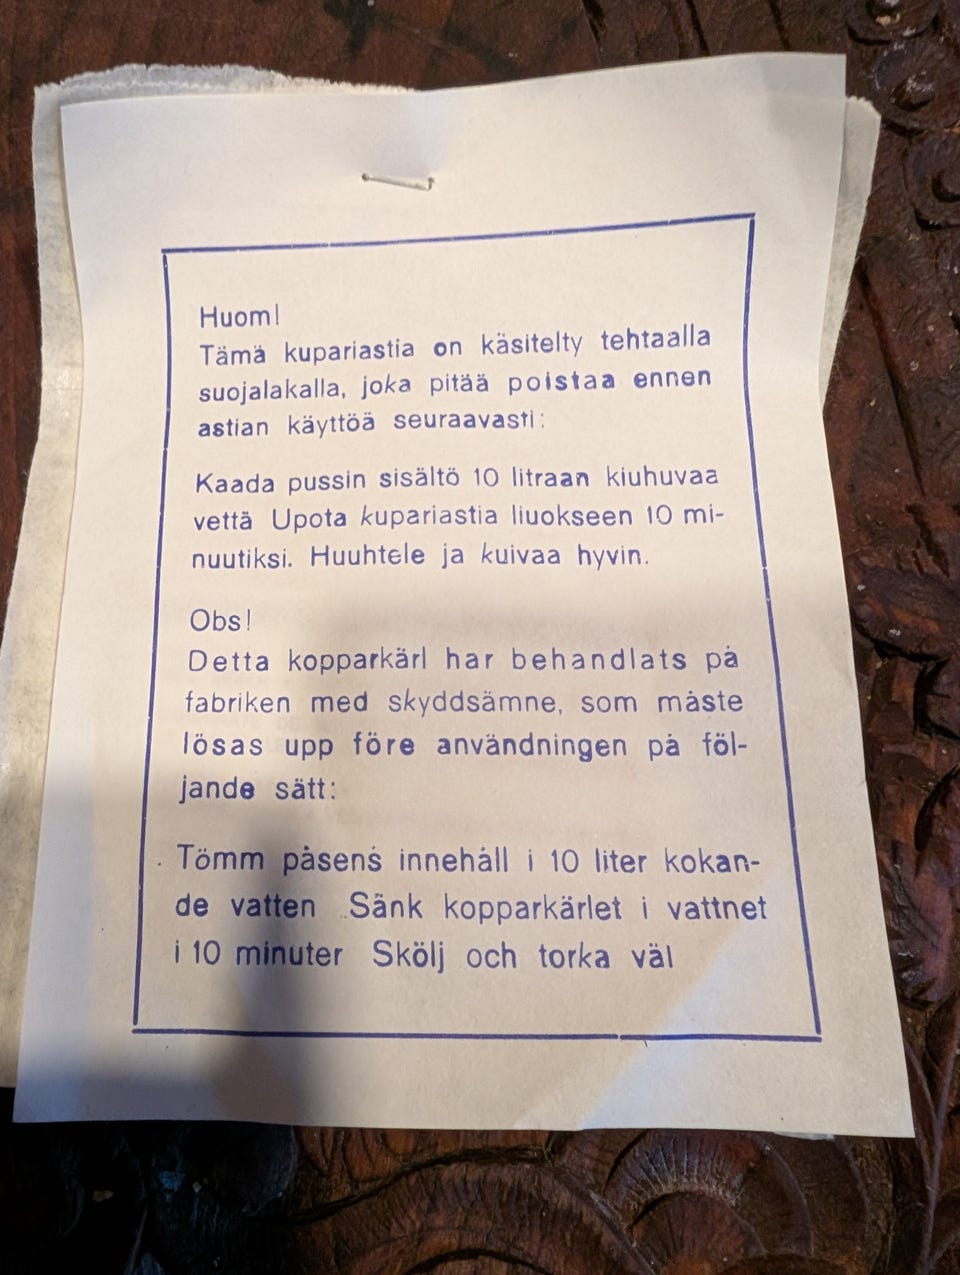 Huom!
Tämä kupariastia on käsitelty tehtaalla
suojalakalla, joka pitää poistaa ennen
astian käyttöä seuraavasti:
Kaada pussin sisältö 10 litraan kiuhuvaa
vettä Upota kupariastia liuokseen 10 mi-
nuutiksi. Huuhtele ja kuivaa hyvin.
Obs!
Detta kopparkärl har behandlats på
fabriken med skyddsämne, som måste
lösas upp före användningen på föl-
jande sätt:
Tömm påsens innehåll i 10 liter kokan-
de vatten Sänk kopparkärlet i vattnet
i 10 minuter Skölj och torka väl